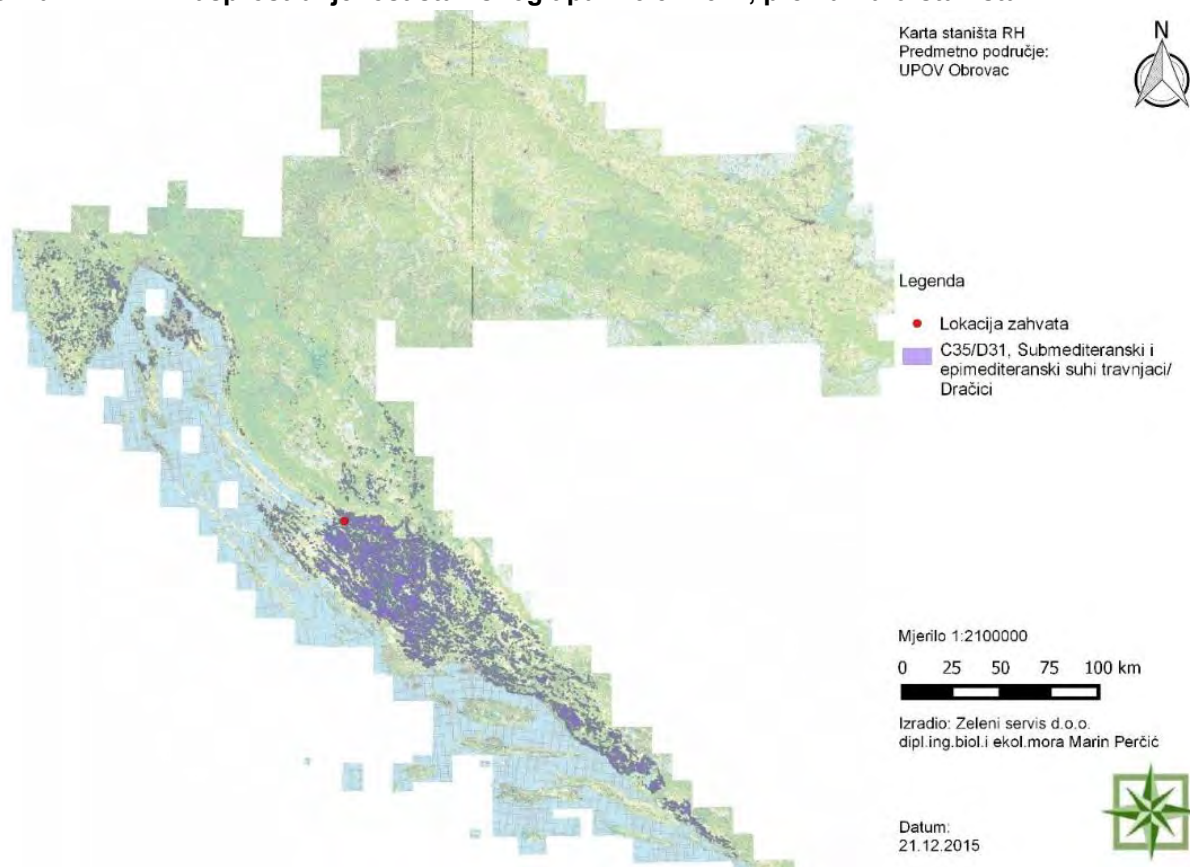 Karta staništa RH
Predmetno područje:
UPOV Obrovac
N
Legenda
Lokacija zahvata
C35/D31, Submediteranski i
epimediteranski suhi travnjaci/
Dračici
Mjerilo 1:2100000
0 25 50 75 100 km
Izradio: Zeleni servis d.o.o.
dipl.ing.biol.i ekol.mora Marin Perčić
Datum:
21.12.2015